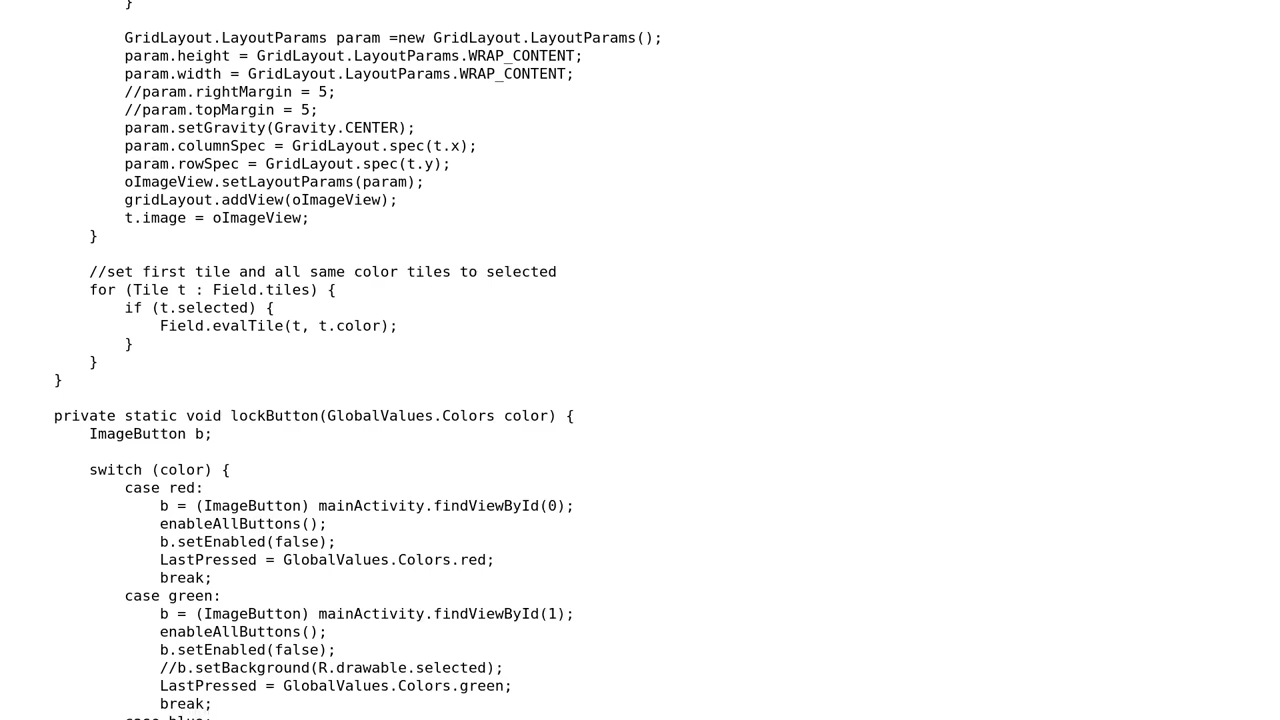 }
GridLayout.LayoutParams param =new GridLayout.LayoutParams();
param.height = GridLayout.LayoutParams.WRAP_CONTENT;
param.width = GridLayout.LayoutParams.WRAP_CONTENT;
//param.rightMargin = 5;
//param.topMargin = 5;
param.setGravity(Gravity.CENTER);
param.columnSpec = GridLayout.spec(t.x);
param.rowSpec = GridLayout.spec(t.y);
oImageView.setLayoutParams(param);
gridLayout.addView(oImageView);
t.image = oImageView;
}
//set first tile and all same color tiles to selected
for (Tile t : Field.tiles) {
if (t.selected) {
Field.evalTile(t, t.color);
}
}
}
private static void lockButton(GlobalValues.Colors color) {
ImageButton b;
switch (color) {
case red:
b = (ImageButton) mainActivity.findViewById(0);
enableAllButtons();
b.setEnabled(false);
LastPressed = GlobalValues.Colors.red;
break;
case green:
b = (ImageButton) mainActivity.findViewById(1);
enableAllButtons();
b.setEnabled(false);
//b.setBackground(R.drawable.selected);
LastPressed = GlobalValues.Colors.green;
break;